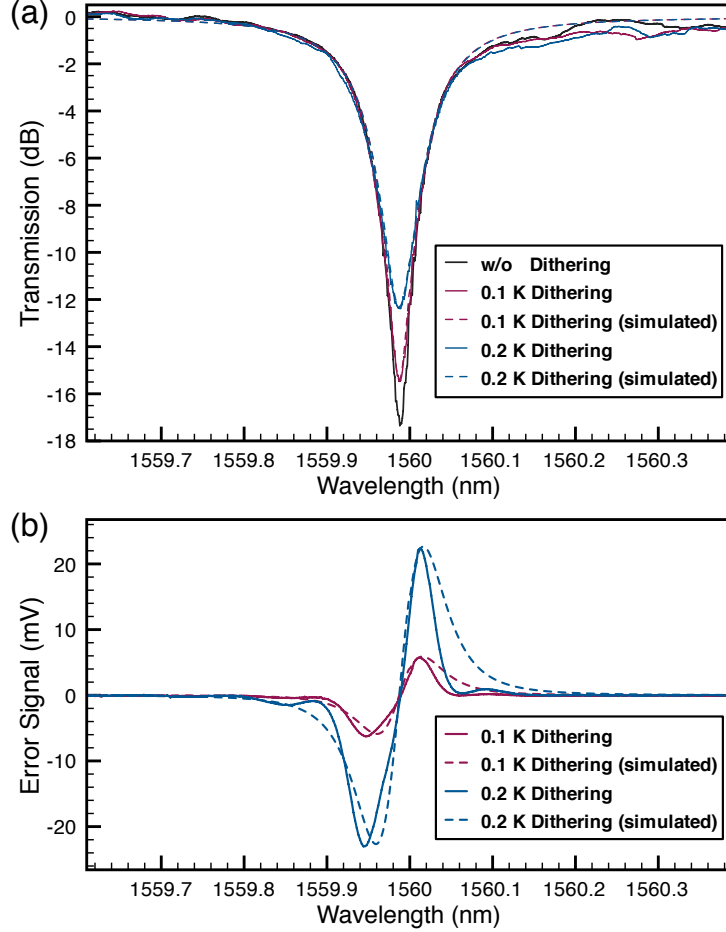 (a)
0
-2
-4
-6
-8
-10
-12
-14
-16
-18
Transmission (dB)
w/o Dithering
0.1 K Dithering
0.1 K Dithering (simulated)
0.2 K Dithering
0.2 K Dithering (simulated)
1559.7 1559.8 1559.9 1560 1560.1 1560.2 1560.3
Wavelength (nm)
(b)
20
10
0
-10
-20
Error Signal (mV)
0.1 K Dithering
0.1 K Dithering (simulated)
0.2 K Dithering
0.2 K Dithering (simulated)
1559.7 1559.8 1559.9 1560 1560.1 1560.2 1560.3
Wavelength (nm)